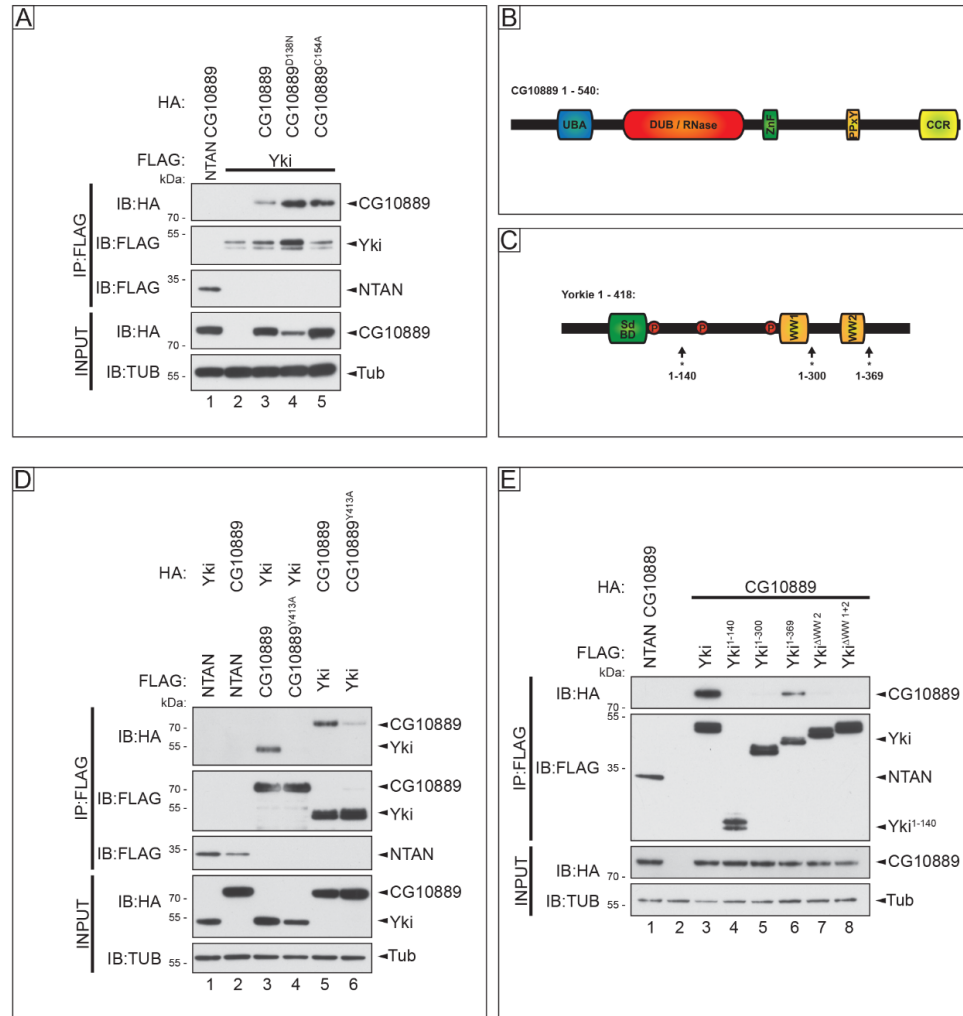 A
HA: NTAN CG10889 CG10889 CG10889D138N CG10889C154A
FLAG: Yki
kDa:
IP:FLAG
IB:HA 70 - CG10889
IB:FLAG 55 - Yki
IB:FLAG 35 - NTAN
INPUT
IB:HA 70 - CG10889
IB:TUB 55 - Tub
1 2 3 4 5
B
CG10889 1 - 540:
UBA DUB / RNase ZnF PPxY CCR
C
Yorkie 1 - 418:
Sd BD P P P WW1 WW2
* * *
1-140 1-300 1-369
D
HA: Yki CG10889 Yki Yki CG10889 CG10889Y413A
FLAG: NTAN NTAN CG10889 CG10889Y413A Yki Yki
kDa:
IP:FLAG
IB:HA 70 - CG10889
55 - Yki
IB:FLAG 70 - CG10889
55 - Yki
IB:FLAG 35 - NTAN
INPUT
IB:HA 70 - CG10889
55 - Yki
IB:TUB 55 - Tub
1 2 3 4 5 6
E
HA: NTAN CG10889 CG10889
FLAG: Yki Yki1-140 Yki1-300 Yki1-369 YkiΔWW 2 YkiΔWW 1+2
kDa:
IP:FLAG
IB:HA 70 - CG10889
55 - Yki
IB:FLAG 35 - NTAN
Yki1-140
INPUT
IB:HA 70 - CG10889
IB:TUB 55 - Tub
1 2 3 4 5 6 7 8